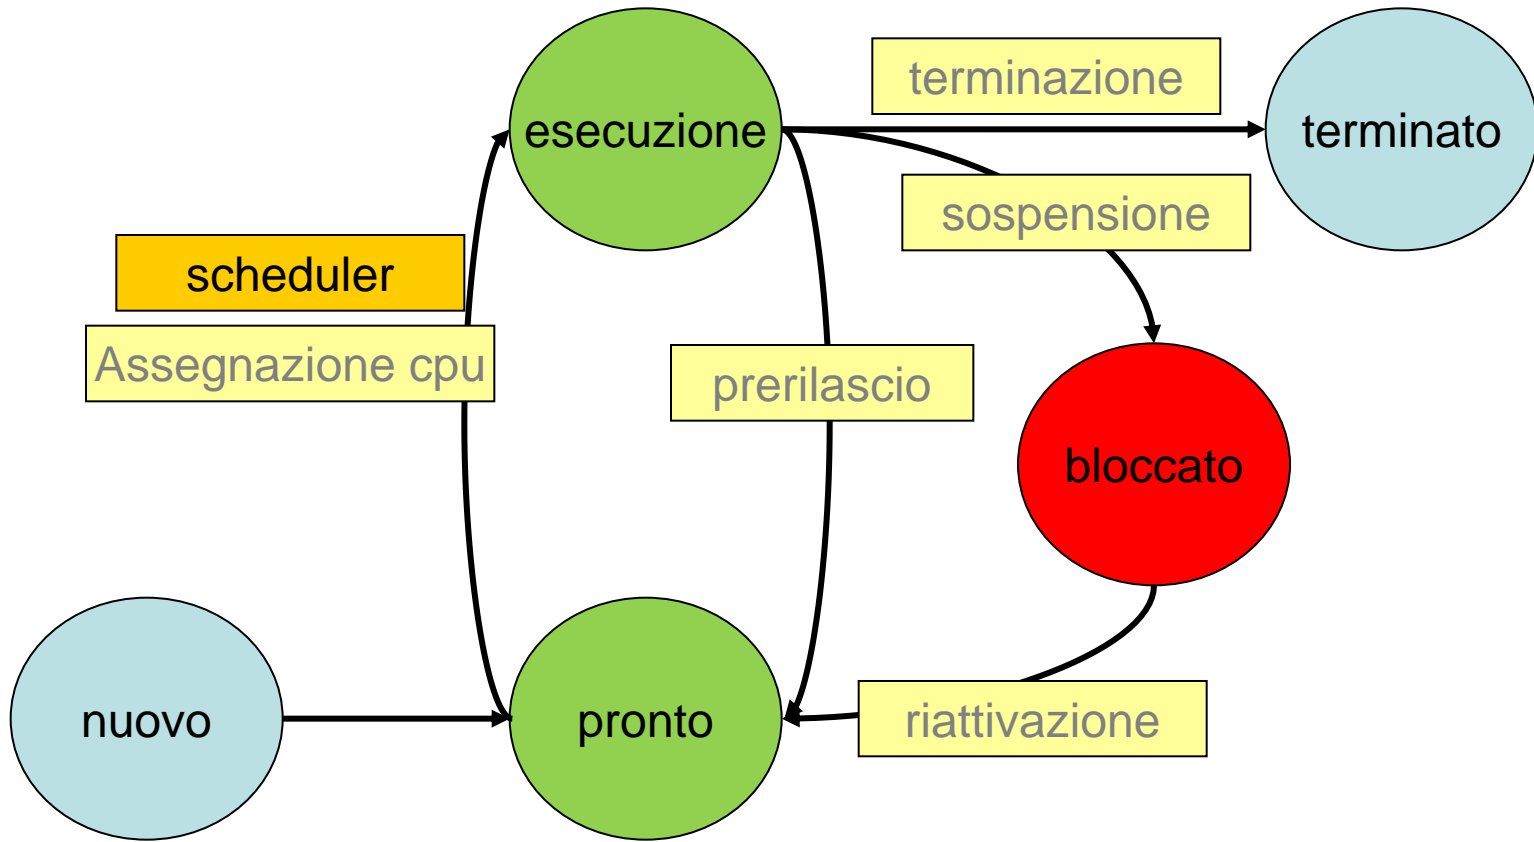 terminazione
esecuzione
terminato
sospensione
scheduler
Assegnazione cpu
prerilascio
bloccato
nuovo
pronto
riattivazione